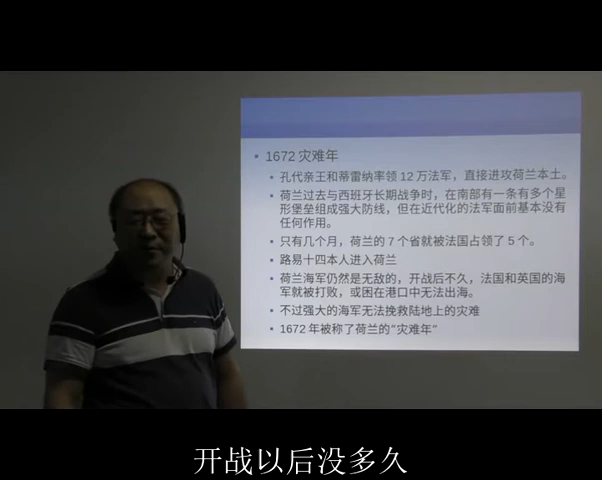 1672 灾难年
孔代亲王和蒂雷纳率领 12 万法军，直接进攻荷兰本土。
荷兰过去与西班牙长期战争时，在南部有一条有多个星
形堡垒组成强大防线，但在近代化的法军面前基本没有
任何作用。
只有几个月，荷兰的 7 个省就被法国占领了 5 个。
路易十四本人进入荷兰
荷兰海军仍然是无敌的，开战后不久，法国和英国的海
军就被打败，或困在港口中无法出海。
不过强大的海军无法挽救陆地上的灾难
1672 年被称了荷兰的“灾难年”
开战以后没多久